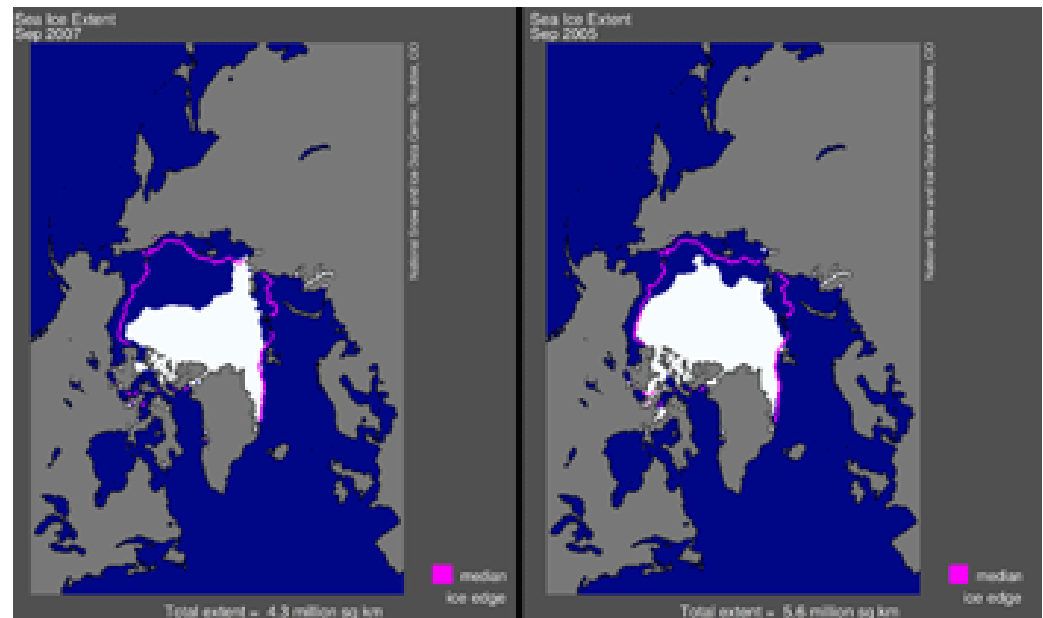 Sea Ice Extent
Sep 2007
National Snow and Ice Data Center, Boulder, CO
median
ice edge
Total extent = 4.3 million sq km
Sea Ice Extent
Sep 2005
National Snow and Ice Data Center, Boulder, CO
median
ice edge
Total extent = 5.6 million sq km